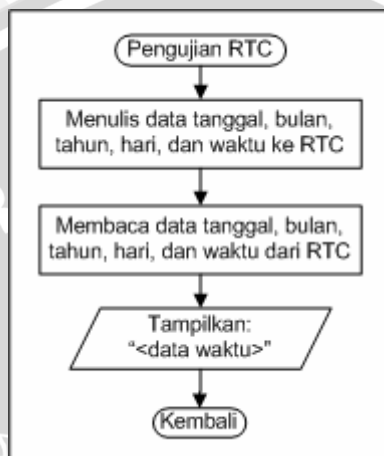 Pengujian RTC
Menulis data tanggal, bulan,
tahun, hari, dan waktu ke RTC
Membaca data tanggal, bulan,
tahun, hari, dan waktu dari RTC
Tampilkan:
“<data waktu>”
Kembali